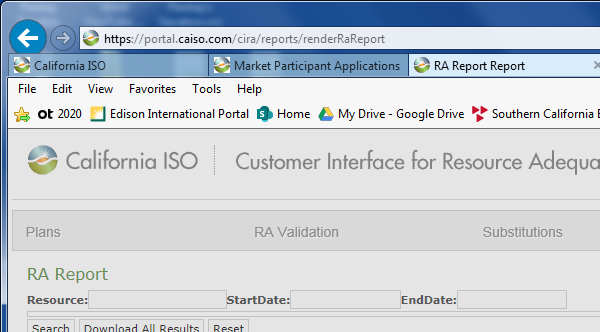 https://portal.caiso.com/cira/reports/renderRaReport
California ISO Market Participant Applications RA Report Report
File Edit View Favorites Tools Help
ot 2020 Edison International Portal Home My Drive - Google Drive Southern California
California ISO Customer Interface for Resource Adequa
Plans RA Validation Substitutions
RA Report
Resource: StartDate: EndDate:
Search Download All Results Reset